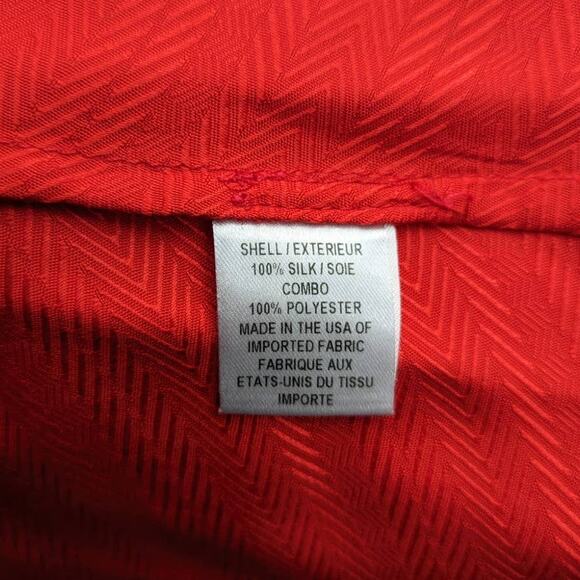 SHELL / EXTERIEUR
100% SILK / SOIE
COMBO
100% POLYESTER
MADE IN THE USA OF
IMPORTED FABRIC
FABRIQUE AUX
ETATS-UNIS DU TISSU
IMPORTE